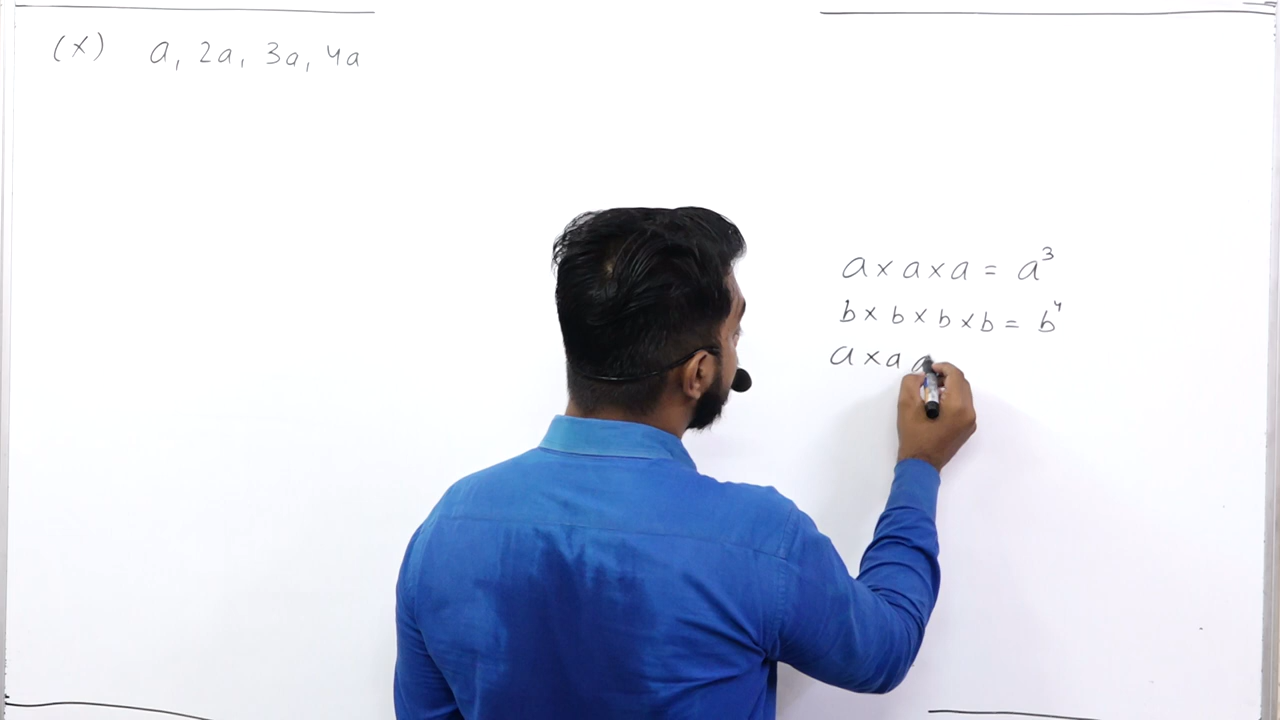 (x) a, 2a, 3a, 4a
a × a × a = a³
b × b × b × b = b⁴
a × a a